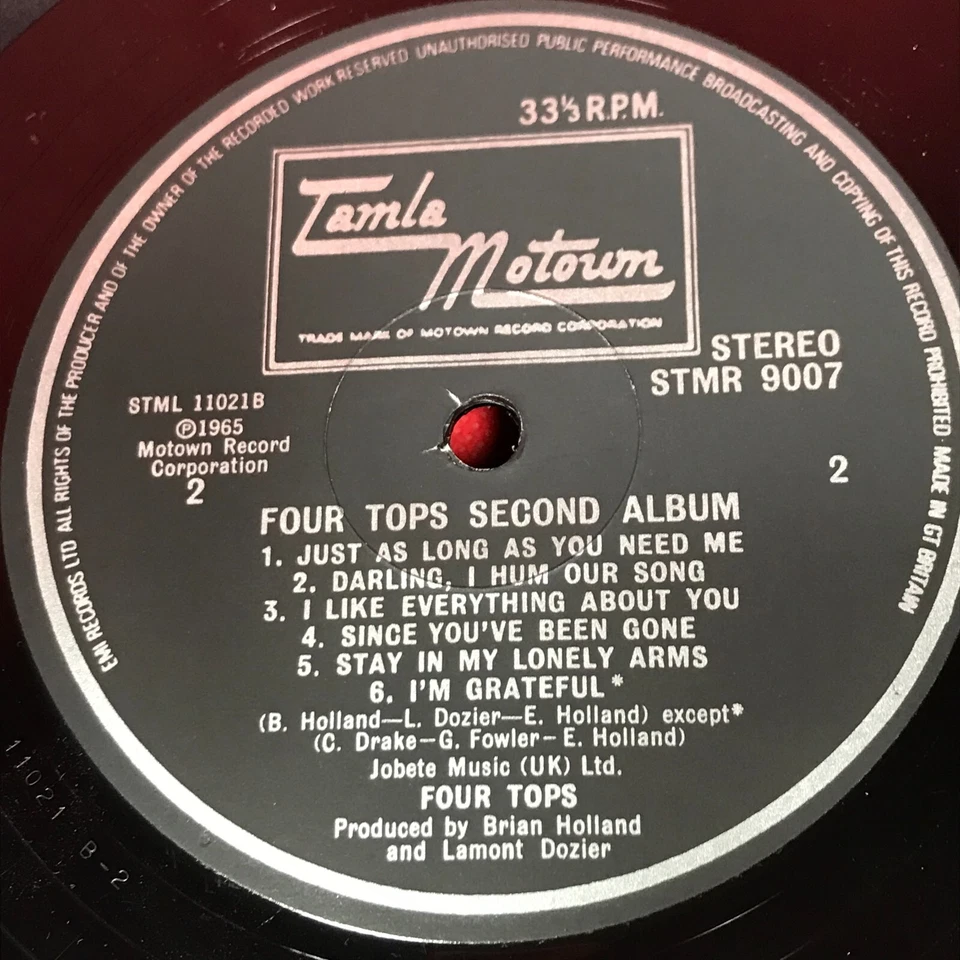 EMI RECORDS LTD ALL RIGHTS OF THE PRODUCER AND OF THE OWNER OF THE RECORDED WORK RESERVED UNAUTHORISED PUBLIC PERFORMANCE BROADCASTING AND COPYING OF THIS RECORD PROHIBITED · MADE IN GT BRITAIN
33⅓ R.P.M.
Tamla
Motown
TRADE MARK OF MOTOWN RECORD CORPORATION
STEREO
STMR 9007
STML 11021B
℗1965
Motown Record
Corporation
2
2
FOUR TOPS SECOND ALBUM
1. JUST AS LONG AS YOU NEED ME
2. DARLING, I HUM OUR SONG
3. I LIKE EVERYTHING ABOUT YOU
4. SINCE YOU'VE BEEN GONE
5. STAY IN MY LONELY ARMS
6. I'M GRATEFUL*
(B. Holland—L. Dozier—E. Holland) except*
(C. Drake—G. Fowler—E. Holland)
Jobete Music (UK) Ltd.
FOUR TOPS
Produced by Brian Holland
and Lamont Dozier
11021 B-2